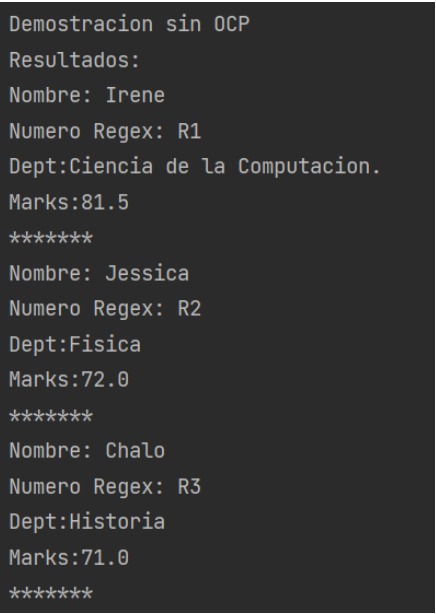 Demostracion sin OCP
Resultados:
Nombre: Irene
Numero Regex: R1
Dept:Ciencia de la Computacion.
Marks:81.5
*******
Nombre: Jessica
Numero Regex: R2
Dept:Fisica
Marks:72.0
*******
Nombre: Chalo
Numero Regex: R3
Dept:Historia
Marks:71.0
*******